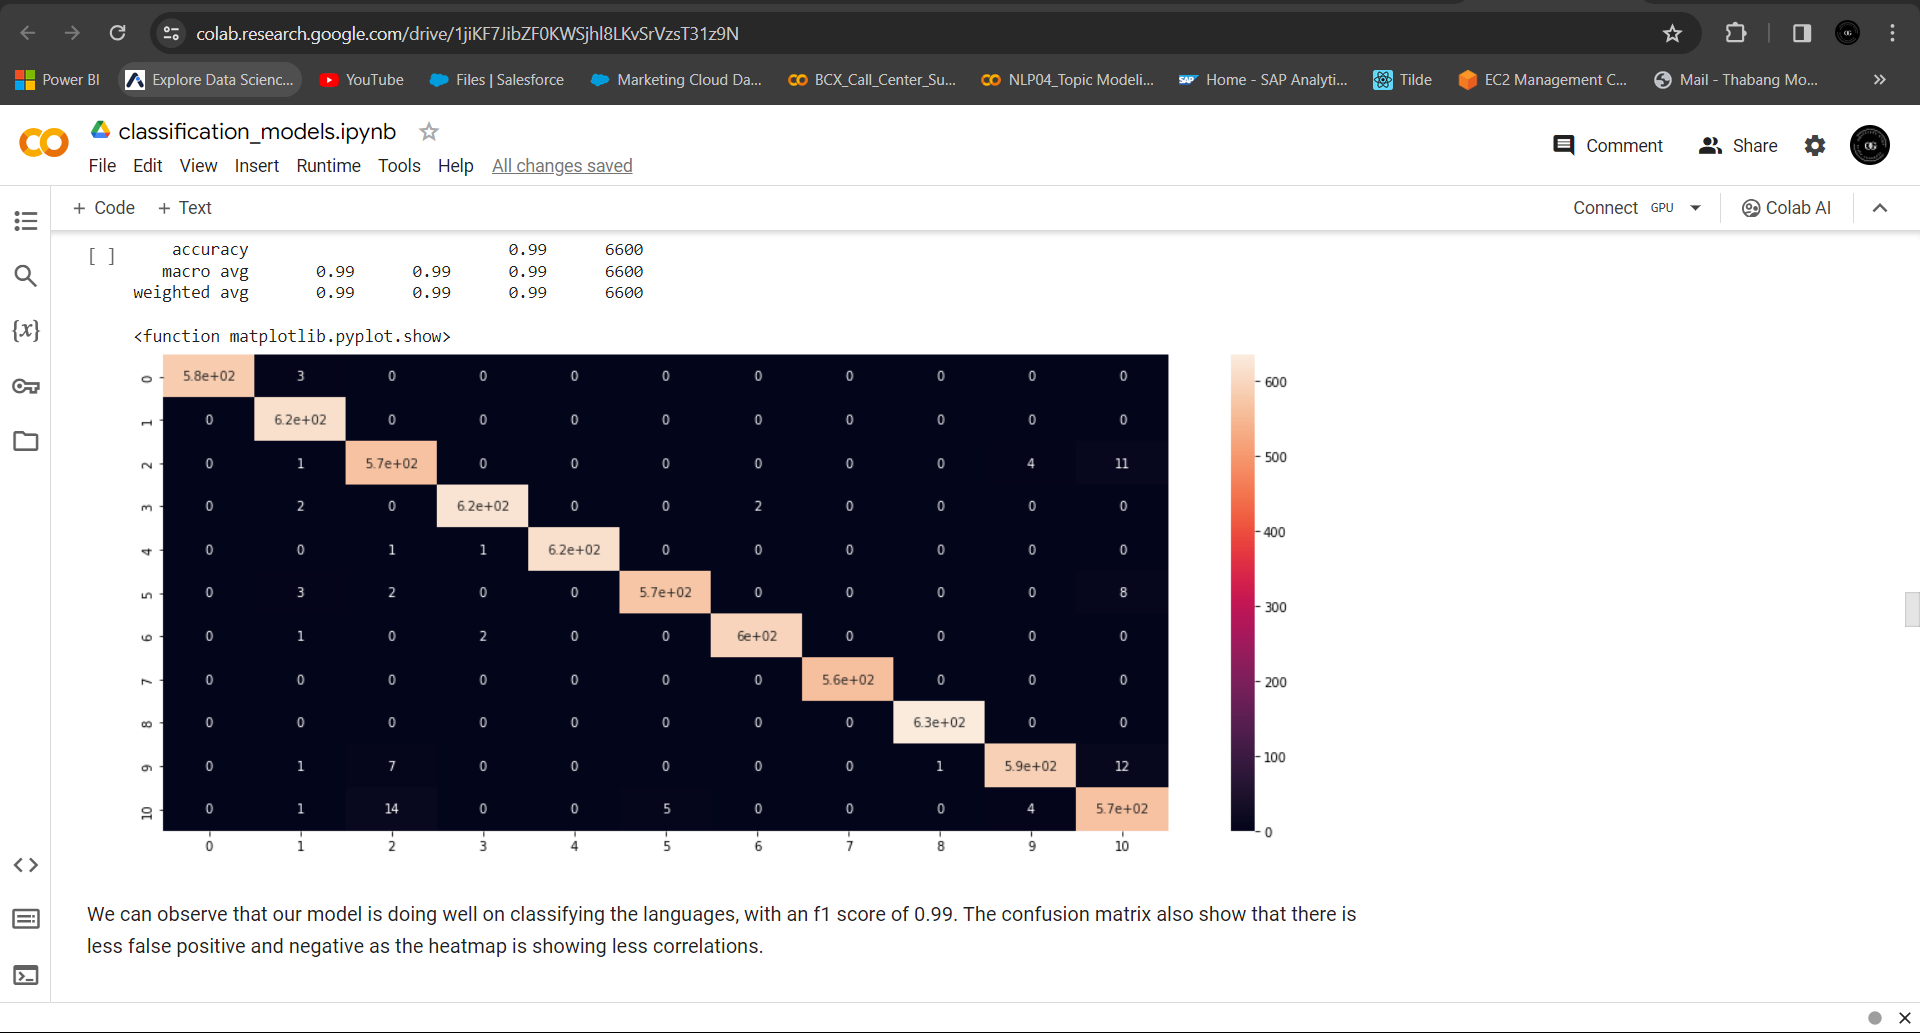 colab.research.google.com/drive/1jiKF7JibZF0KWSjhl8LKvSrVzsT31z9N
Power BI Explore Data Scienc... YouTube Files | Salesforce Marketing Cloud Da... BCX_Call_Center_Su... NLP04_Topic Modeli... SAP Home - SAP Analyti... Tilde EC2 Management C... Mail - Thabang Mo... »
classification_models.ipynb
Comment Share
File Edit View Insert Runtime Tools Help All changes saved
+ Code + Text Connect GPU Colab AI
[ ] accuracy 0.99 6600
macro avg 0.99 0.99 0.99 6600
weighted avg 0.99 0.99 0.99 6600
<function matplotlib.pyplot.show>
0 5.8e+02 3 0 0 0 0 0 0 0 0 0
1 0 6.2e+02 0 0 0 0 0 0 0 0 0
2 0 1 5.7e+02 0 0 0 0 0 0 4 11
3 0 2 0 6.2e+02 0 0 2 0 0 0 0
4 0 0 1 1 6.2e+02 0 0 0 0 0 0
5 0 3 2 0 0 5.7e+02 0 0 0 0 8
6 0 1 0 2 0 0 6e+02 0 0 0 0
7 0 0 0 0 0 0 0 5.6e+02 0 0 0
8 0 0 0 0 0 0 0 0 6.3e+02 0 0
9 0 1 7 0 0 0 0 0 1 5.9e+02 12
10 0 1 14 0 0 5 0 0 0 4 5.7e+02
0 1 2 3 4 5 6 7 8 9 10
600
500
400
300
200
100
0
We can observe that our model is doing well on classifying the languages, with an f1 score of 0.99. The confusion matrix also show that there is
less false positive and negative as the heatmap is showing less correlations.